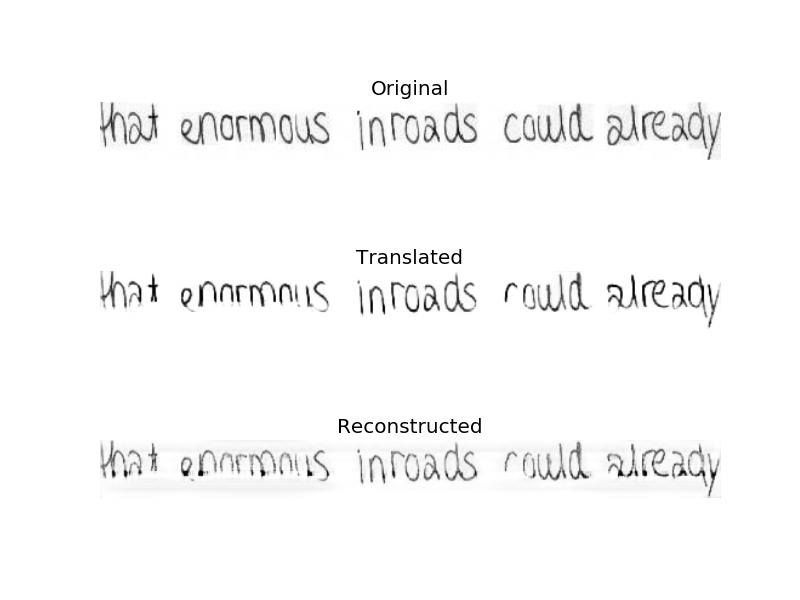 Original
that enormous inroads could already
Translated
that enormous inroads could already
Reconstructed
that enormous inroads could already